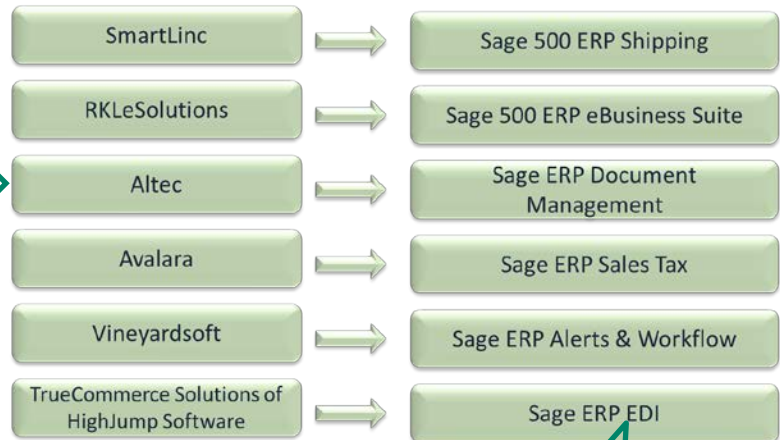 SmartLinc
Sage 500 ERP Shipping
RKLeSolutions
Sage 500 ERP eBusiness Suite
Altec
Sage ERP Document
Management
Avalara
Sage ERP Sales Tax
Vineyardsoft
Sage ERP Alerts & Workflow
TrueCommerce Solutions of
HighJump Software
Sage ERP EDI